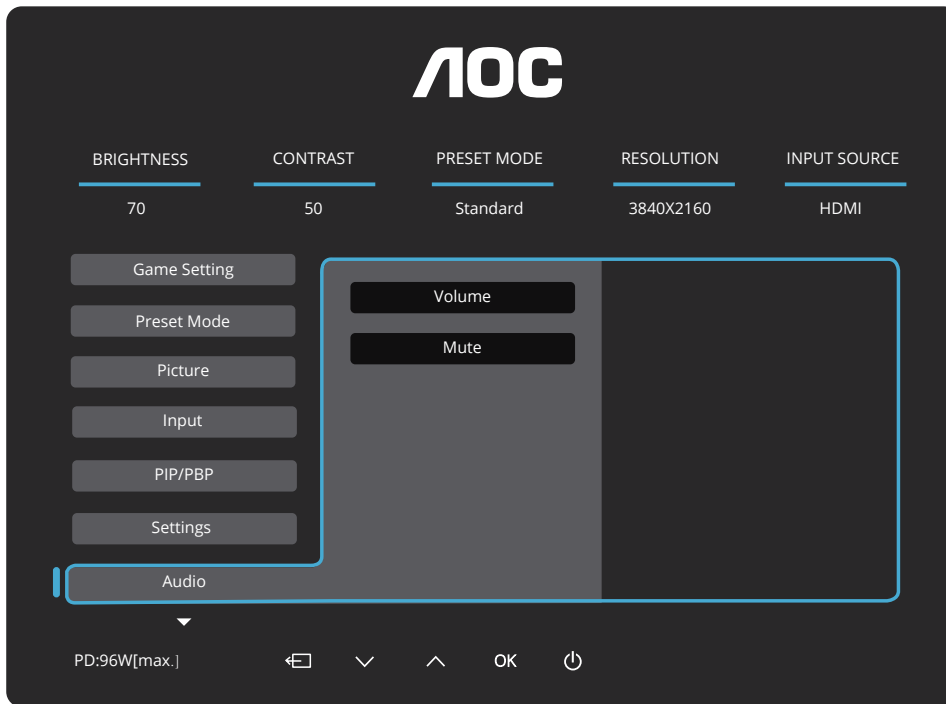 AOC
BRIGHTNESS CONTRAST PRESET MODE RESOLUTION INPUT SOURCE
70 50 Standard 3840X2160 HDMI
Game Setting
Volume
Preset Mode
Mute
Picture
Input
PIP/PBP
Settings
Audio
PD:96W[max.]
OK